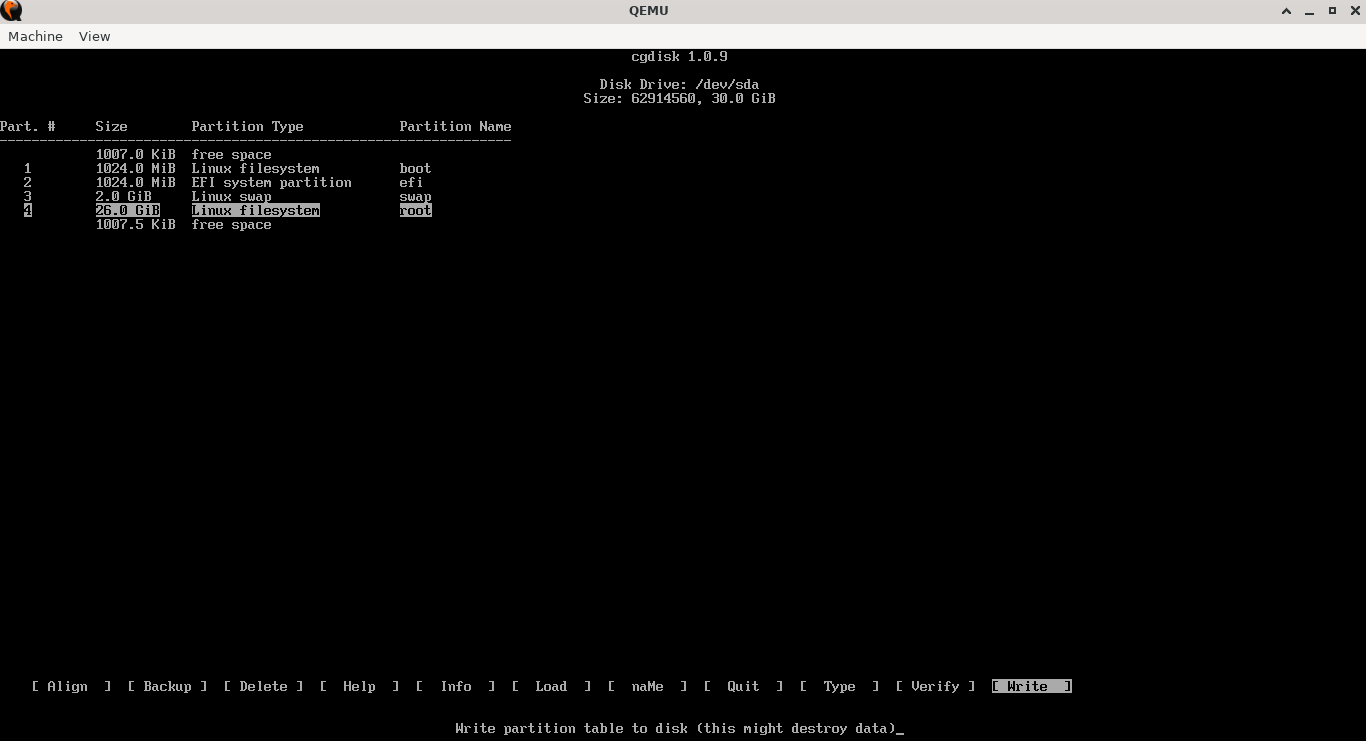 QEMU
Machine View
cgdisk 1.0.9
Disk Drive: /dev/sda
Size: 62914560, 30.0 GiB
Part. # Size Partition Type Partition Name
----------------------------------------------------------------
1007.0 KiB free space
1 1024.0 MiB Linux filesystem boot
2 1024.0 MiB EFI system partition efi
3 2.0 GiB Linux swap swap
4 26.0 GiB Linux filesystem root
1007.5 KiB free space
[ Align ] [ Backup ] [ Delete ] [ Help ] [ Info ] [ Load ] [ naMe ] [ Quit ] [ Type ] [ Verify ] [ Write ]
Write partition table to disk (this might destroy data)_